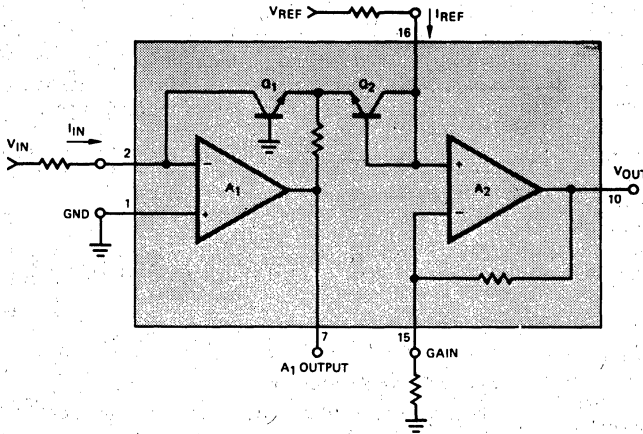 VREF
IREF
16
Q1
Q2
VIN
IIN
2
−
A1
+
GND
1
+
A2
−
VOUT
10
7
15
A1 OUTPUT
GAIN